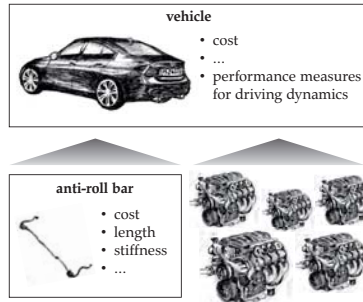 vehicle
• cost
• ...
• performance measures
for driving dynamics
anti-roll bar
• cost
• length
• stiffness
• ...